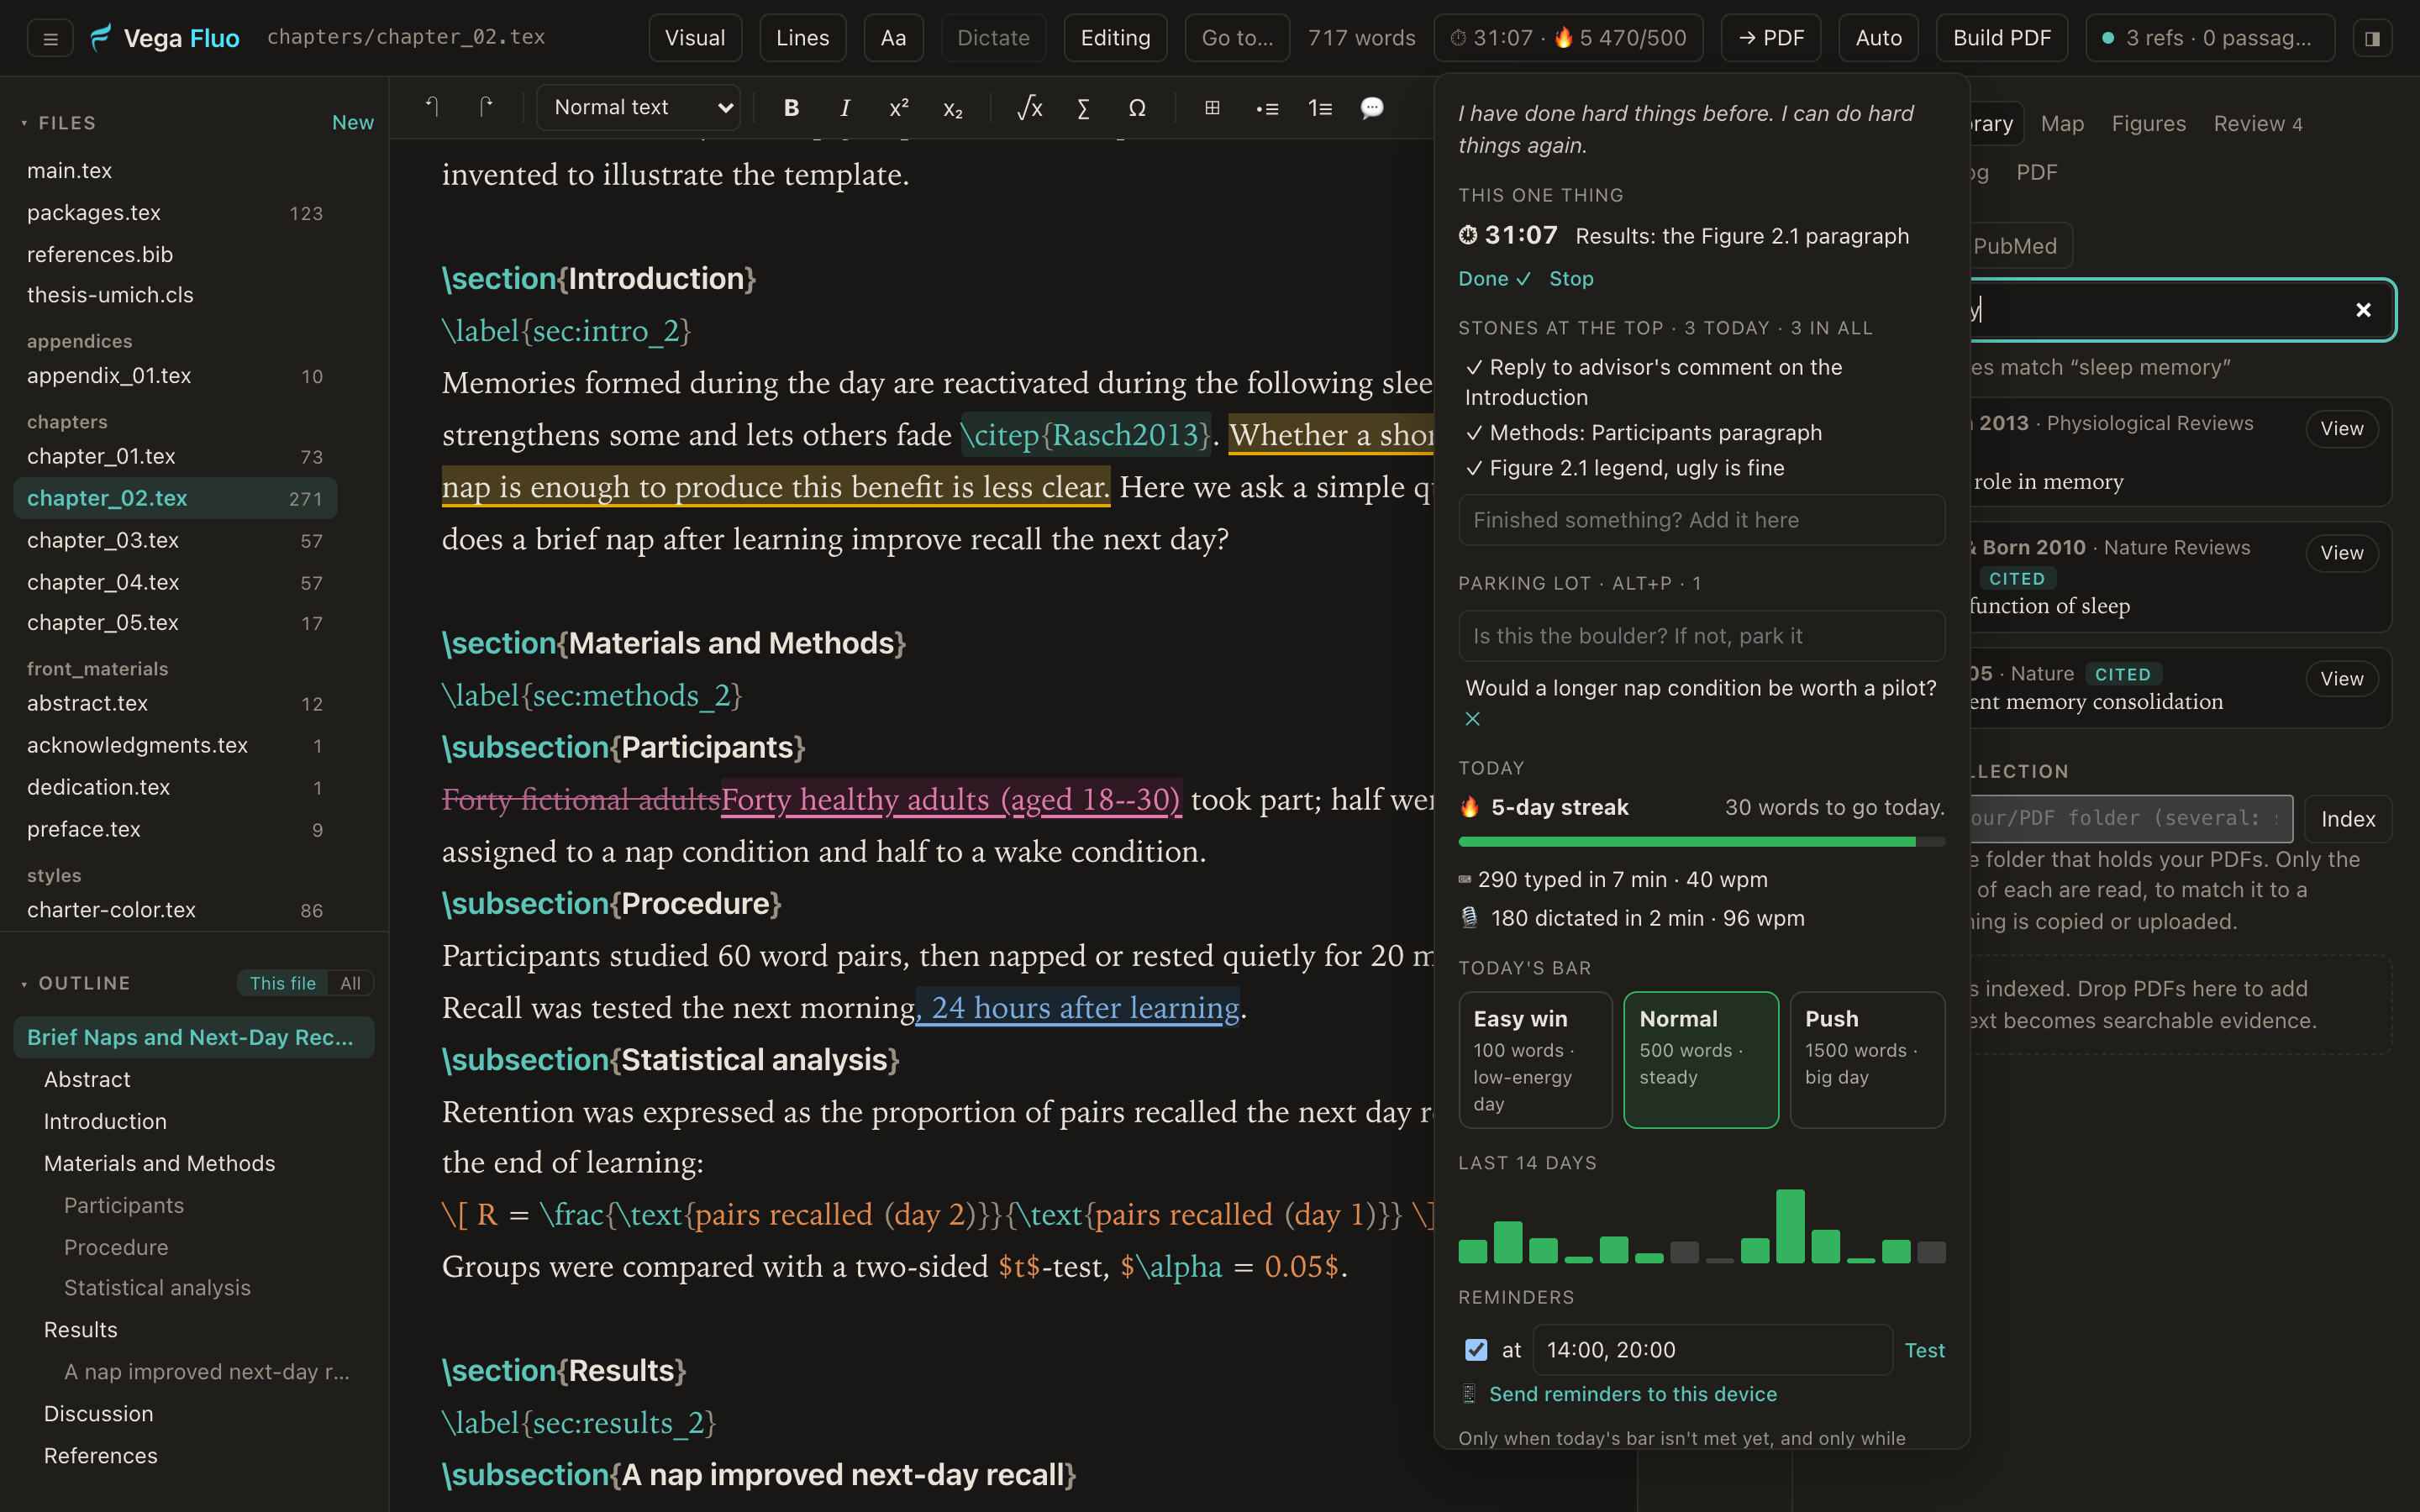 Vega Fluo
chapters/chapter_02.tex
Visual
Lines
Aa
Dictate
Editing
Go to...
717 words
31:07 · 🔥 5 470/500
→ PDF
Auto
Build PDF
3 refs · 0 passag...
FILES
New
main.tex
packages.tex 123
references.bib
thesis-umich.cls
appendices
appendix_01.tex 10
chapters
chapter_01.tex 73
chapter_02.tex 271
chapter_03.tex 57
chapter_04.tex 57
chapter_05.tex 17
front_materials
abstract.tex 12
acknowledgments.tex 1
dedication.tex 1
preface.tex 9
styles
charter-color.tex 86
OUTLINE
This file All
Brief Naps and Next-Day Rec...
Abstract
Introduction
Materials and Methods
Participants
Procedure
Statistical analysis
Results
A nap improved next-day r...
Discussion
References
Normal text
B I x² x₂ √x Σ Ω
invented to illustrate the template.
\section{Introduction}
\label{sec:intro_2}
Memories formed during the day are reactivated during the following slee
strengthens some and lets others fade \citep{Rasch2013}. Whether a shor
nap is enough to produce this benefit is less clear. Here we ask a simple q
does a brief nap after learning improve recall the next day?
\section{Materials and Methods}
\label{sec:methods_2}
\subsection{Participants}
Forty fictional adultsForty healthy adults (aged 18--30) took part; half wer
assigned to a nap condition and half to a wake condition.
\subsection{Procedure}
Participants studied 60 word pairs, then napped or rested quietly for 20 m
Recall was tested the next morning, 24 hours after learning.
\subsection{Statistical analysis}
Retention was expressed as the proportion of pairs recalled the next day r
the end of learning:
\[ R = \frac{\text{pairs recalled (day 2)}}{\text{pairs recalled (day 1)}} \]
Groups were compared with a two-sided $t$-test, $\alpha = 0.05$.
\section{Results}
\label{sec:results_2}
\subsection{A nap improved next-day recall}
I have done hard things before. I can do hard
things again.
THIS ONE THING
31:07 Results: the Figure 2.1 paragraph
Done ✓ Stop
STONES AT THE TOP · 3 TODAY · 3 IN ALL
✓ Reply to advisor's comment on the
Introduction
✓ Methods: Participants paragraph
✓ Figure 2.1 legend, ugly is fine
Finished something? Add it here
PARKING LOT · ALT+P · 1
Is this the boulder? If not, park it
Would a longer nap condition be worth a pilot?
×
TODAY
🔥 5-day streak 30 words to go today.
290 typed in 7 min · 40 wpm
180 dictated in 2 min · 96 wpm
TODAY'S BAR
Easy win
100 words ·
low-energy
day
Normal
500 words ·
steady
Push
1500 words ·
big day
LAST 14 DAYS
REMINDERS
at 14:00, 20:00 Test
Send reminders to this device
Only when today's bar isn't met yet, and only while
rary
Map
Figures
Review 4
og
PDF
PubMed
y
es match “sleep memory”
2013 · Physiological Reviews
View
role in memory
& Born 2010 · Nature Reviews
View
CITED
function of sleep
05 · Nature CITED
View
ent memory consolidation
LLECTION
our/PDF folder (several: s
Index
e folder that holds your PDFs. Only the
of each are read, to match it to a
ning is copied or uploaded.
s indexed. Drop PDFs here to add
ext becomes searchable evidence.